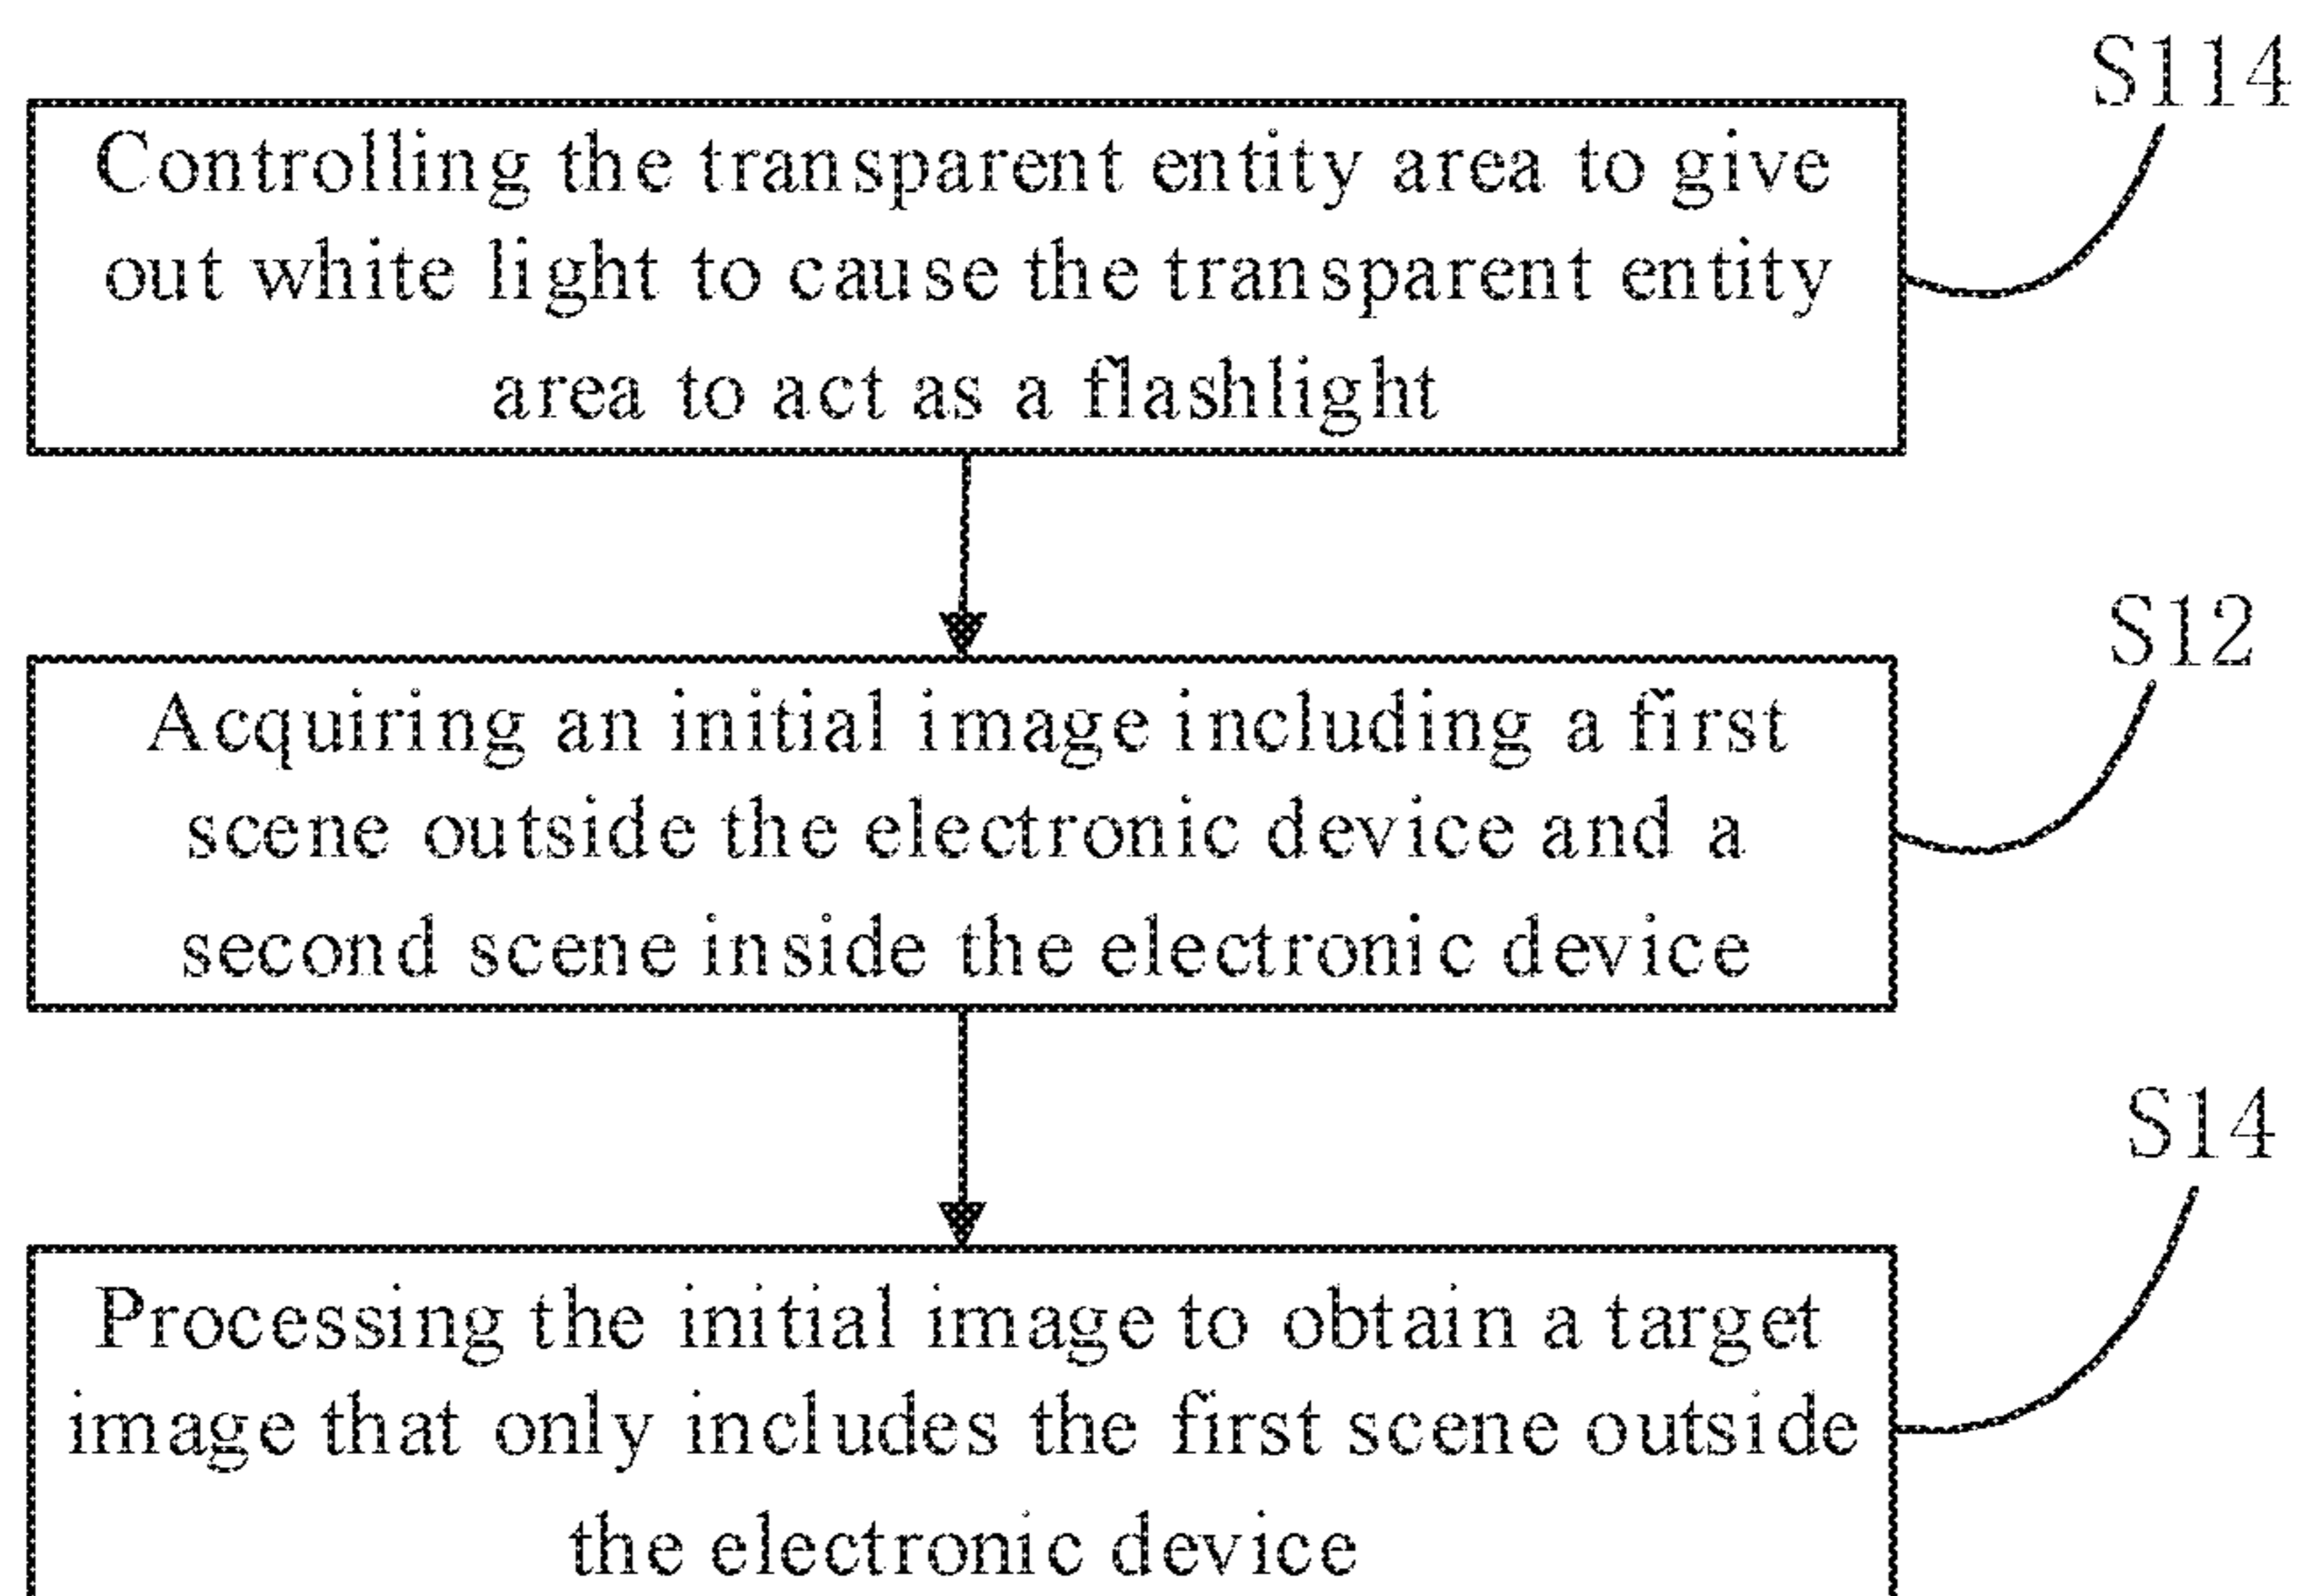 S114
Controlling the transparent entity area to give
out white light to cause the transparent entity
area to act as a flashlight
S12
Acquiring an initial image including a first
scene outside the electronic device and a
second scene inside the electronic device
S14
Processing the initial image to obtain a target
image that only includes the first scene outside
the electronic device